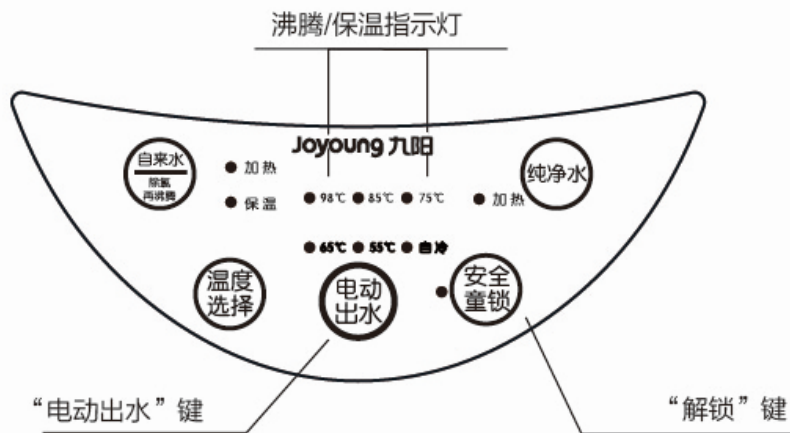 沸腾/保温指示灯
Joyoung 九阳
自来水
除氯
再沸腾
加热
保温
98℃ 85℃ 75℃
加热
纯净水
65℃ 55℃ 自冷
温度
选择
电动
出水
安全
童锁
“电动出水”键
“解锁”键